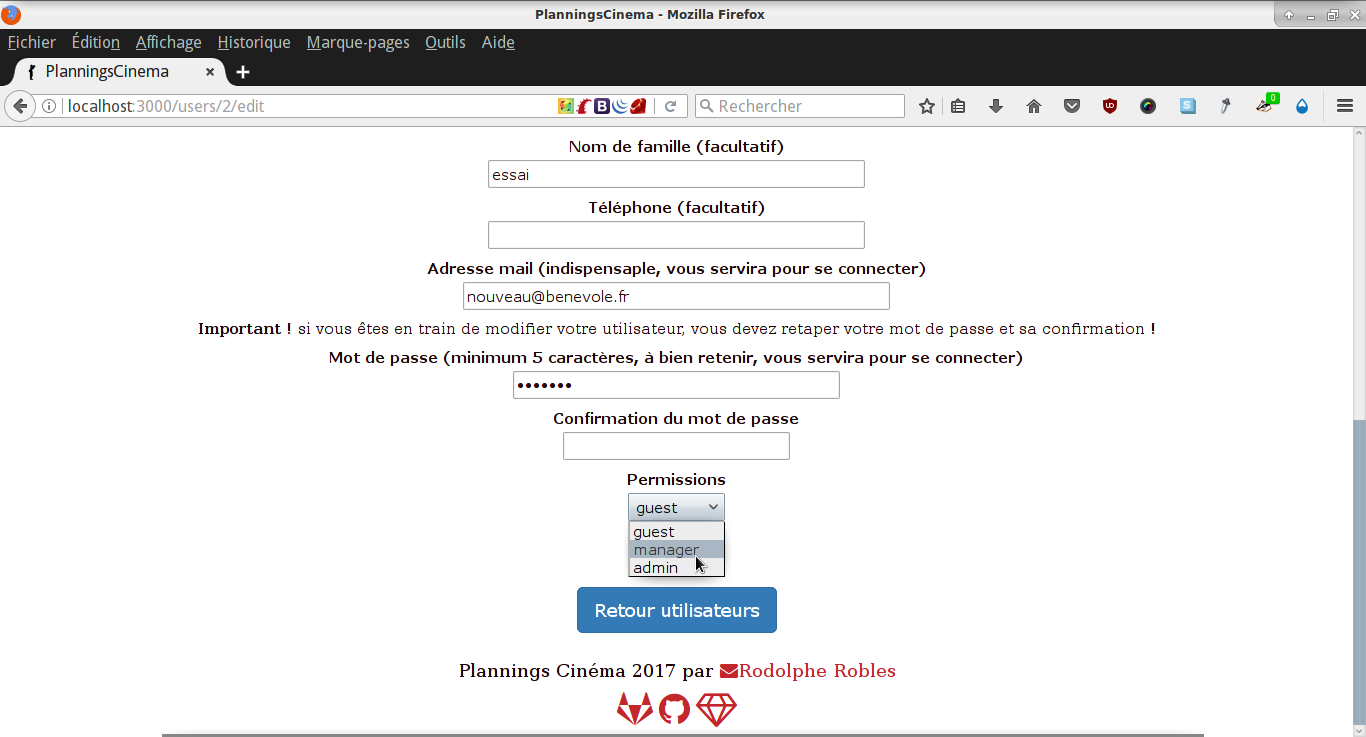 PlanningsCinema - Mozilla Firefox
Fichier Édition Affichage Historique Marque-pages Outils Aide
PlanningsCinema
localhost:3000/users/2/edit
Rechercher
0
Nom de famille (facultatif)
essai
Téléphone (facultatif)
Adresse mail (indispensaple, vous servira pour se connecter)
nouveau@benevole.fr
Important ! si vous êtes en train de modifier votre utilisateur, vous devez retaper votre mot de passe et sa confirmation !
Mot de passe (minimum 5 caractères, à bien retenir, vous servira pour se connecter)
•••••••
Confirmation du mot de passe
Permissions
guest
guest
manager
admin
Retour utilisateurs
Plannings Cinéma 2017 par Rodolphe Robles